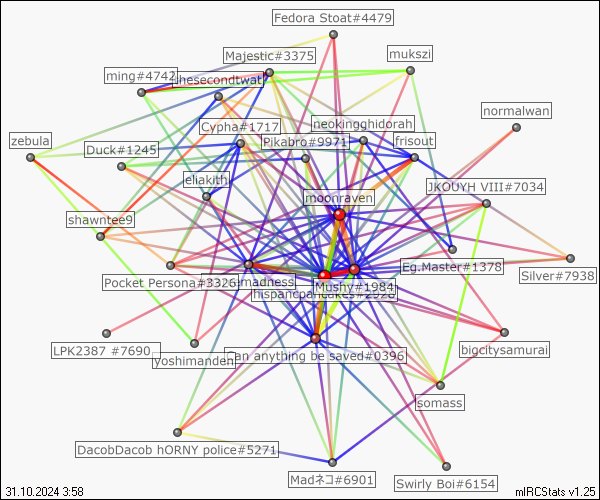 Fedora Stoat#4479
Majestic#3375
mukszi
ming#4742
thesecondtwat
normalwan
Cypha#1717
neokingghidorah
zebula
Duck#1245
Pikabro#9971
frisout
eliakith
JKOUYH VIII#7034
moonraven
shawntee9
Eg.Master#1378
Silver#7938
Pocket Persona#3326
madness
Mushy#1984
hispancpancakes#2928
LPK2387 #7690
yoshimanden
an anything be saved#0396
bigcitysamurai
somass
DacobDacob hORNY police#5271
Madネコ#6901
Swirly Boi#6154
31.10.2024 3:58
mIRCStats v1.25